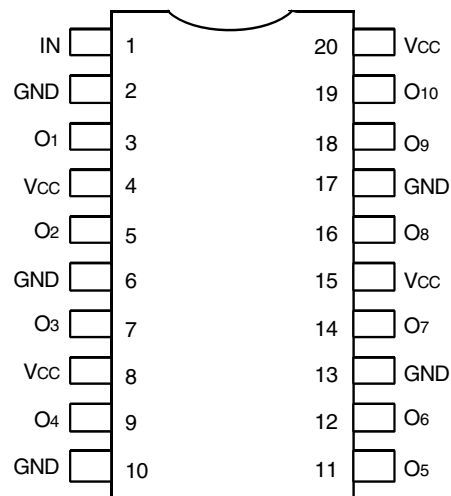 IN 1 20 VCC
GND 2 19 O10
O1 3 18 O9
VCC 4 17 GND
O2 5 16 O8
GND 6 15 VCC
O3 7 14 O7
VCC 8 13 GND
O4 9 12 O6
GND 10 11 O5